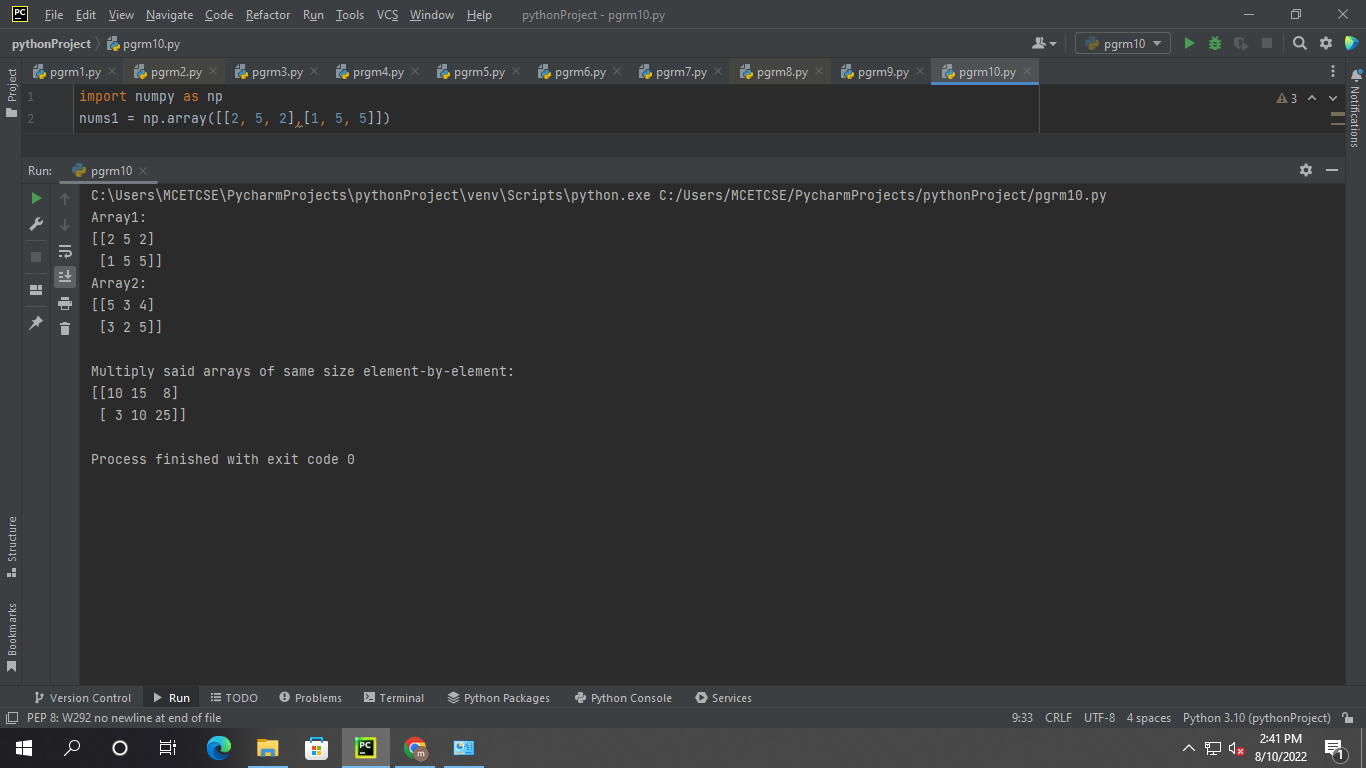 PC File Edit View Navigate Code Refactor Run Tools VCS Window Help pythonProject - pgrm10.py
pythonProject pgrm10.py pgrm10
Project pgrm1.py pgrm2.py pgrm3.py prgm4.py pgrm5.py pgrm6.py pgrm7.py pgrm8.py pgrm9.py pgrm10.py Notifications
1 import numpy as np 3
2 nums1 = np.array([[2, 5, 2],[1, 5, 5]])
Run: pgrm10
C:\Users\MCETCSE\PycharmProjects\pythonProject\venv\Scripts\python.exe C:/Users/MCETCSE/PycharmProjects/pythonProject/pgrm10.py
Array1:
[[2 5 2]
 [1 5 5]]
Array2:
[[5 3 4]
 [3 2 5]]
Multiply said arrays of same size element-by-element:
[[10 15  8]
 [ 3 10 25]]
Process finished with exit code 0
Structure
Bookmarks
Version Control Run TODO Problems Terminal Python Packages Python Console Services
PEP 8: W292 no newline at end of file 9:33 CRLF UTF-8 4 spaces Python 3.10 (pythonProject)
PC m 2:41 PM
8/10/2022 1